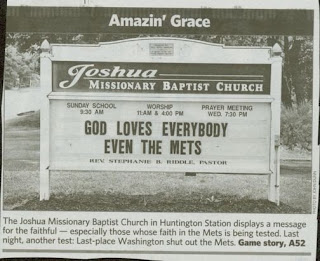 Amazin' Grace
Joshua
MISSIONARY BAPTIST CHURCH
SUNDAY SCHOOL WORSHIP PRAYER MEETING
9:30 AM 11AM & 4:00 PM WED. 7:30 PM
GOD LOVES EVERYBODY
EVEN THE METS
REV. STEPHANIE B. RIDDLE, PASTOR
The Joshua Missionary Baptist Church in Huntington Station displays a message
for the faithful — especially those whose faith in the Mets is being tested. Last
night, another test: Last-place Washington shut out the Mets. Game story, A52